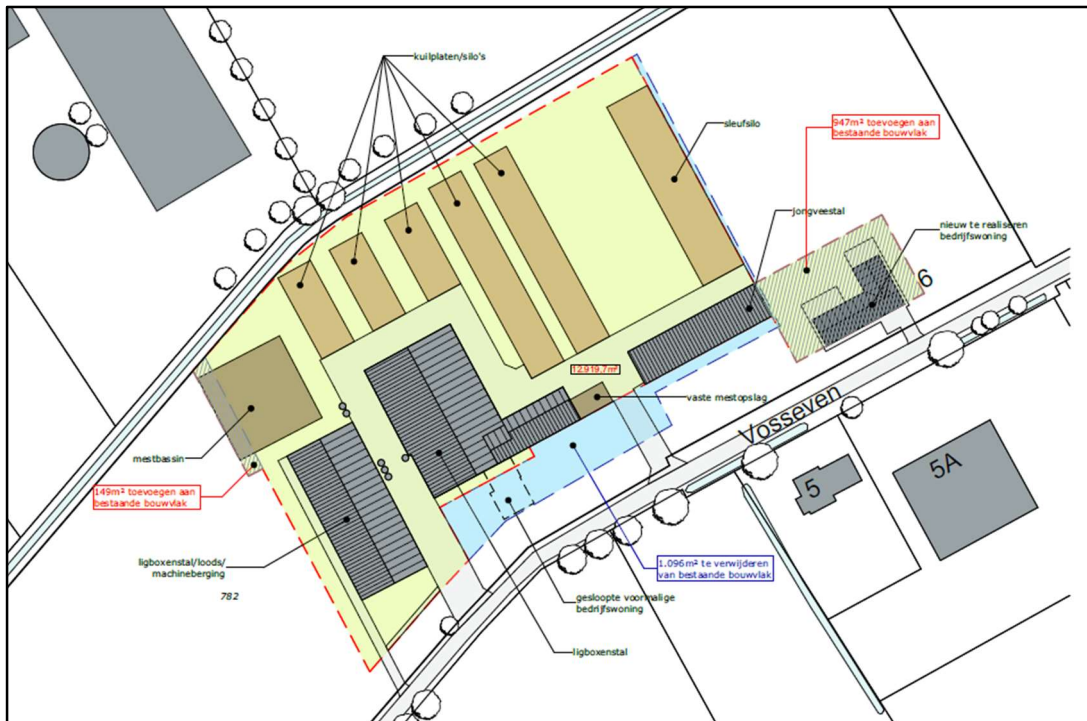 kuilplaten/silo's
sleufsilo
947m² toevoegen aan
bestaande bouwvlak
jongveestal
nieuw te realiseren
bedrijfswoning
6
12.919,7m²
vaste mestopslag
Vosseven
mestbassin
149m² toevoegen aan
bestaande bouwvlak
5
5A
ligboxenstal/loods/
machineberging
782
1.096m² te verwijderen
van bestaande bouwvlak
gesloopte voormalige
bedrijfswoning
ligboxenstal